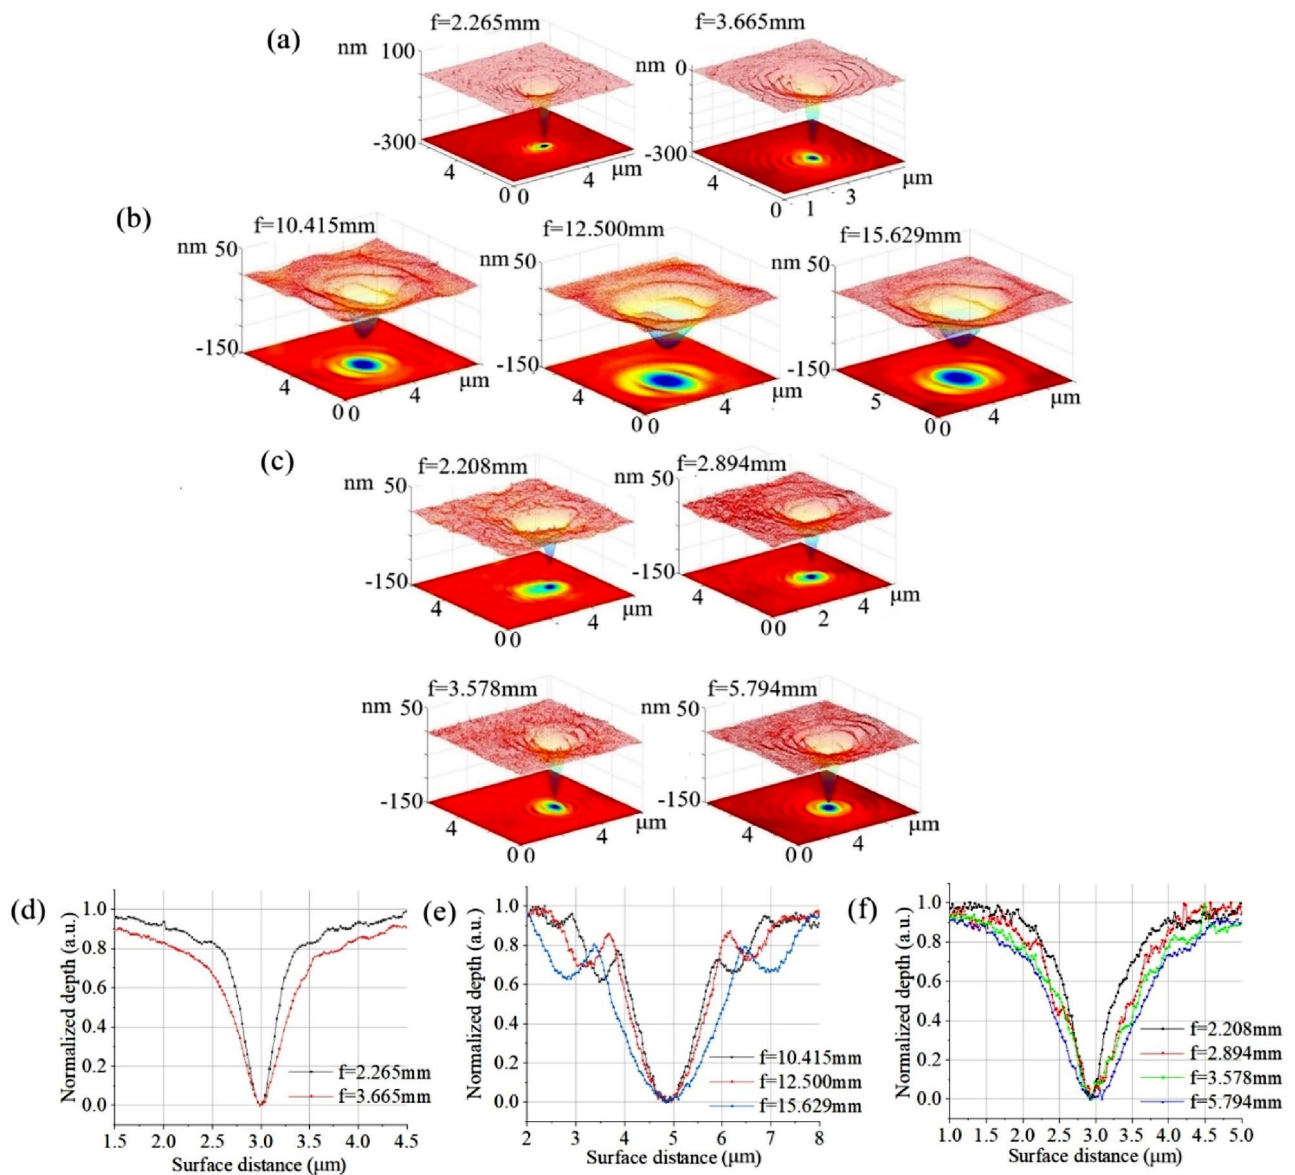 (a)
f=2.265mm
f=3.665mm
nm 100
nm 0
-300
-300
4
4
0 0
μm
4
3
1
0
μm
(b)
f=10.415mm
f=12.500mm
f=15.629mm
nm 50
nm 50
nm 50
-150
-150
-150
4
4
0 0
μm
4
4
0 0
μm
5
4
0 0
μm
(c)
f=2.208mm
f=2.894mm
nm 50
nm 50
-150
-150
4
4
0 0
μm
4
4
2
0 0
μm
f=3.578mm
f=5.794mm
nm 50
nm 50
-150
-150
4
4
0 0
μm
4
4
0 0
μm
(d)
Normalized depth (a.u.)
1.0
0.8
0.6
0.4
0.2
0.0
f=2.265mm
f=3.665mm
1.5 2.0 2.5 3.0 3.5 4.0 4.5
Surface distance (μm)
(e)
Normalized depth (a.u.)
1.0
0.8
0.6
0.4
0.2
0.0
f=10.415mm
f=12.500mm
f=15.629mm
2 3 4 5 6 7 8
Surface distance (μm)
(f)
Normalized depth (a.u.)
1.0
0.8
0.6
0.4
0.2
0.0
f=2.208mm
f=2.894mm
f=3.578mm
f=5.794mm
1.0 1.5 2.0 2.5 3.0 3.5 4.0 4.5 5.0
Surface distance (μm)